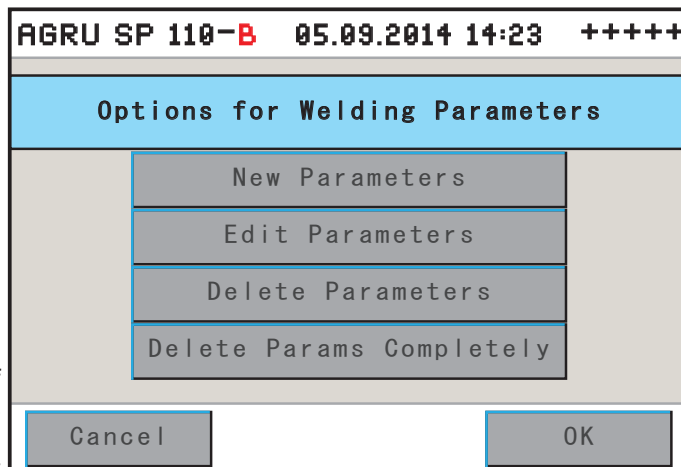 AGRU SP 110-B 05.09.2014 14:23 +++++
Options for Welding Parameters
New Parameters
Edit Parameters
Delete Parameters
Delete Params Completely
Cancel OK